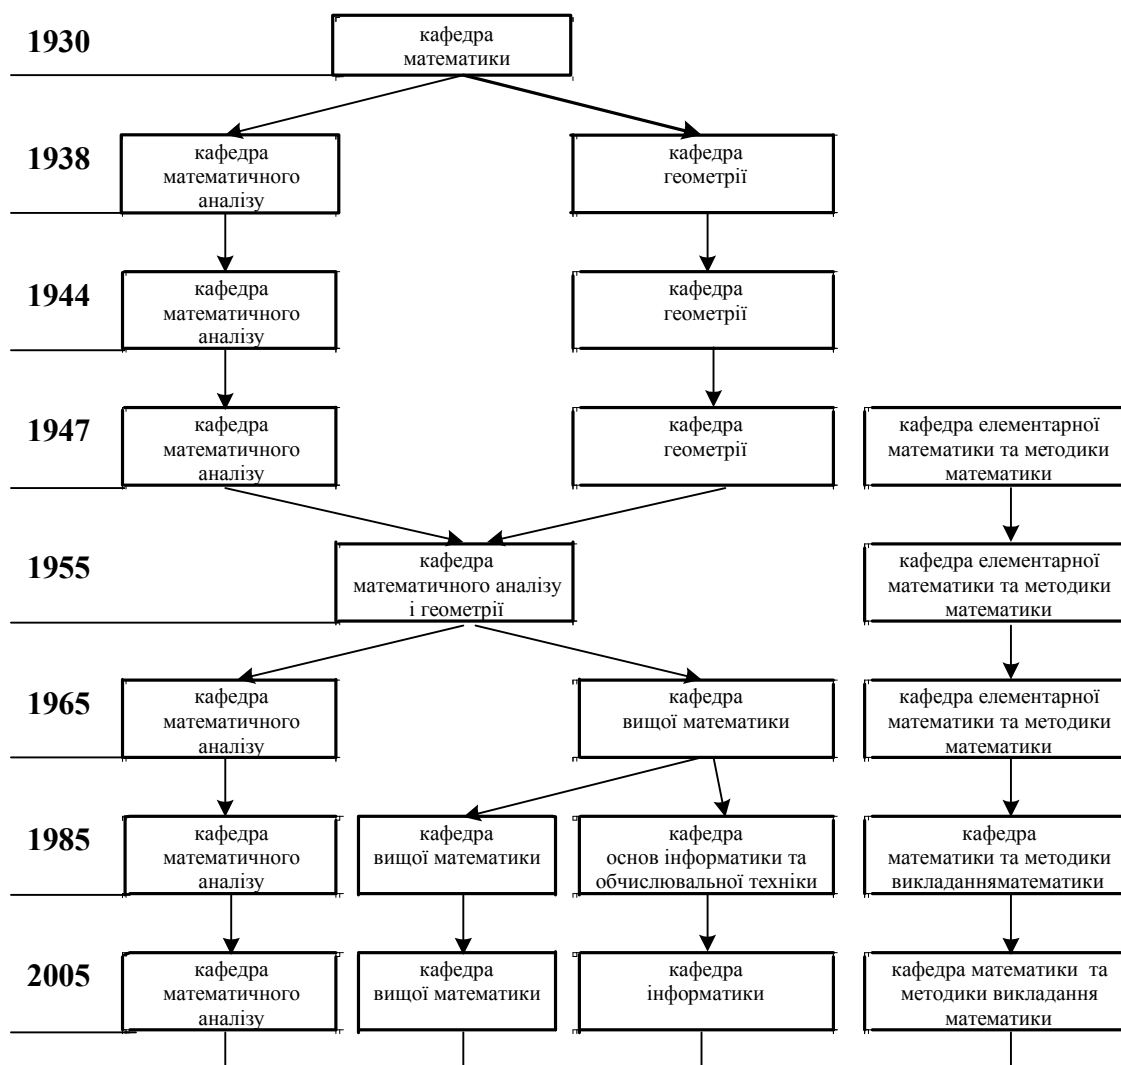 1930
кафедра
математики
1938
кафедра
математичного
аналізу
кафедра
геометрії
1944
кафедра
математичного
аналізу
кафедра
геометрії
1947
кафедра
математичного
аналізу
кафедра
геометрії
кафедра елементарної
математики та методики
математики
1955
кафедра
математичного аналізу
і геометрії
кафедра елементарної
математики та методики
математики
1965
кафедра
математичного
аналізу
кафедра
вищої математики
кафедра елементарної
математики та методики
математики
1985
кафедра
математичного
аналізу
кафедра
вищої математики
кафедра
основ інформатики та
обчислювальної техніки
кафедра
математики та методики
викладанняматематики
2005
кафедра
математичного
аналізу
кафедра
вищої математики
кафедра
інформатики
кафедра математики та
методики викладання
математики